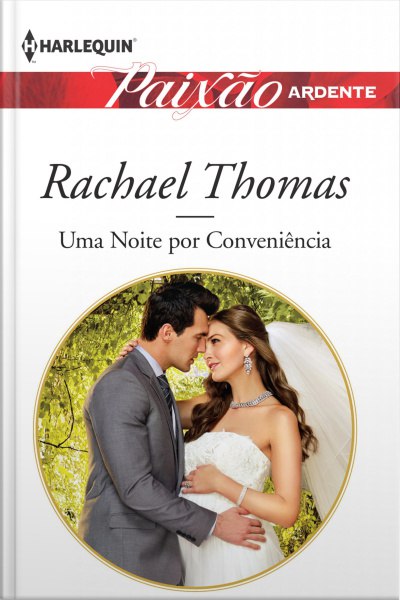 HARLEQUIN
Paixão ARDENTE
Rachael Thomas
Uma Noite por Conveniência